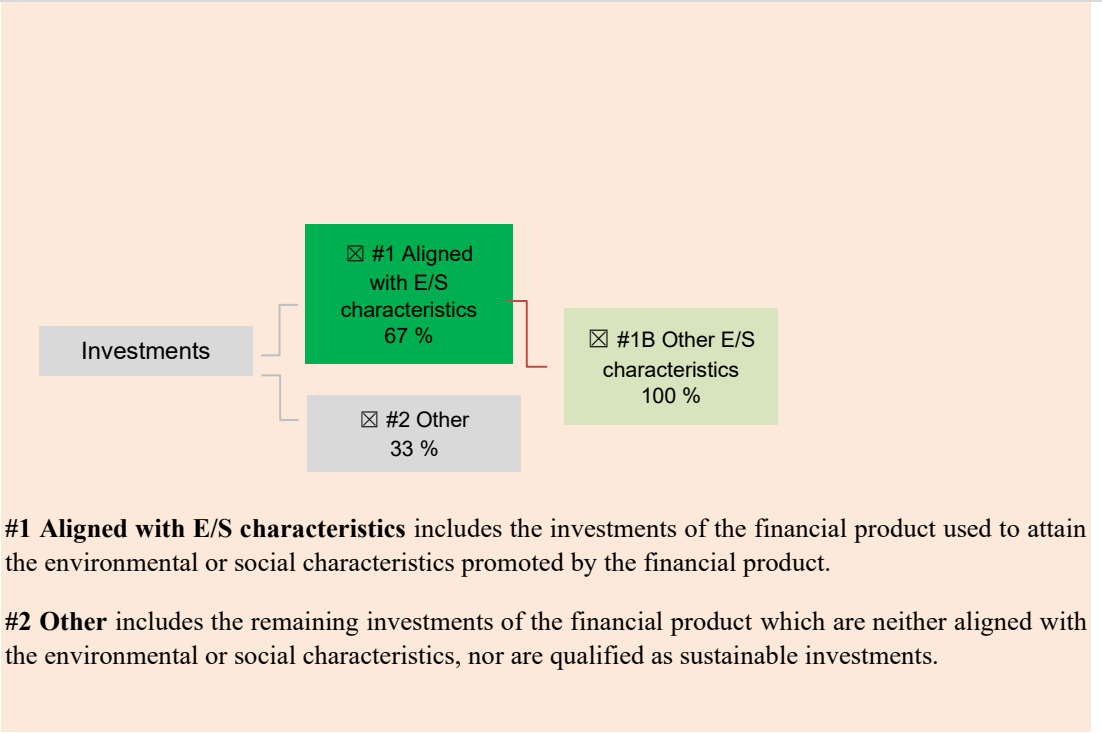 ☒ #1 Aligned
with E/S
characteristics
67 %
Investments
☒ #1B Other E/S
characteristics
100 %
☒ #2 Other
33 %
#1 Aligned with E/S characteristics includes the investments of the financial product used to attain
the environmental or social characteristics promoted by the financial product.
#2 Other includes the remaining investments of the financial product which are neither aligned with
the environmental or social characteristics, nor are qualified as sustainable investments.